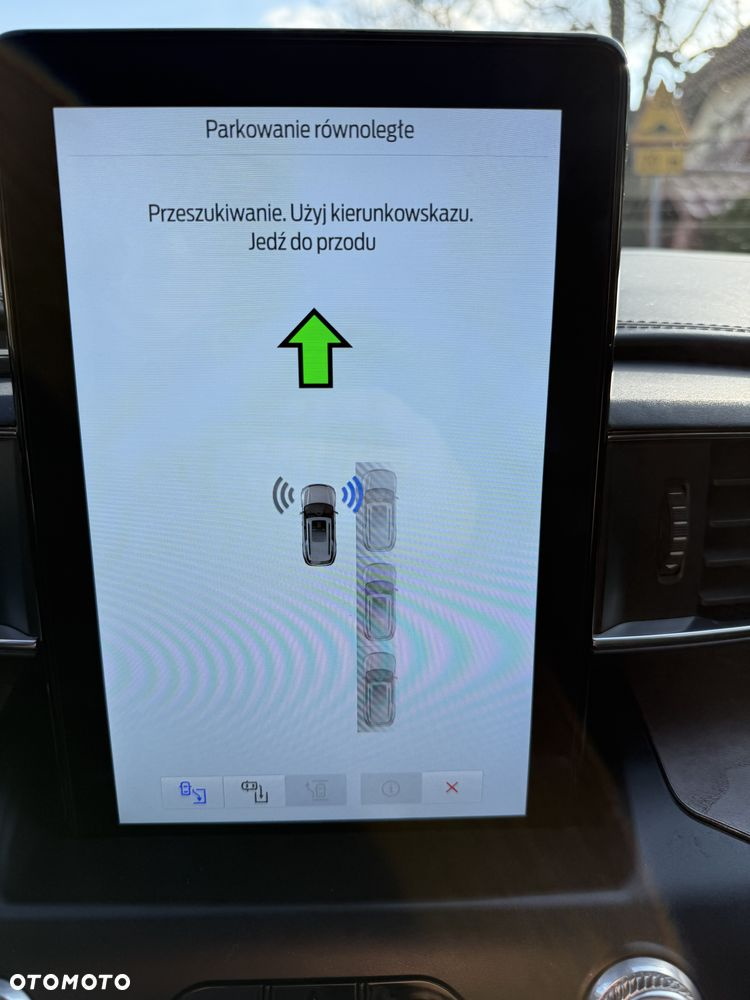 Parkowanie równoległe
Przeszukiwanie. Użyj kierunkowskazu.
Jedź do przodu
OTOMOTO